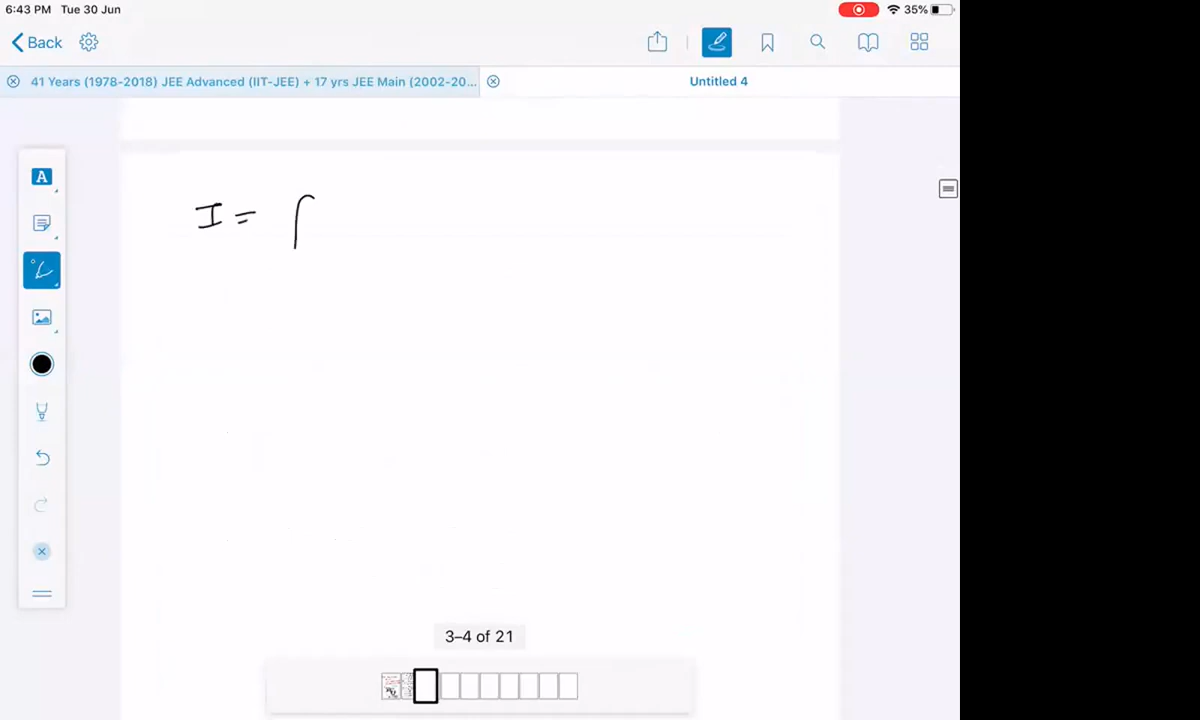 6:43 PM Tue 30 Jun 35%
Back
41 Years (1978-2018) JEE Advanced (IIT-JEE) + 17 yrs JEE Main (2002-20... Untitled 4
A
I = ∫
3–4 of 21